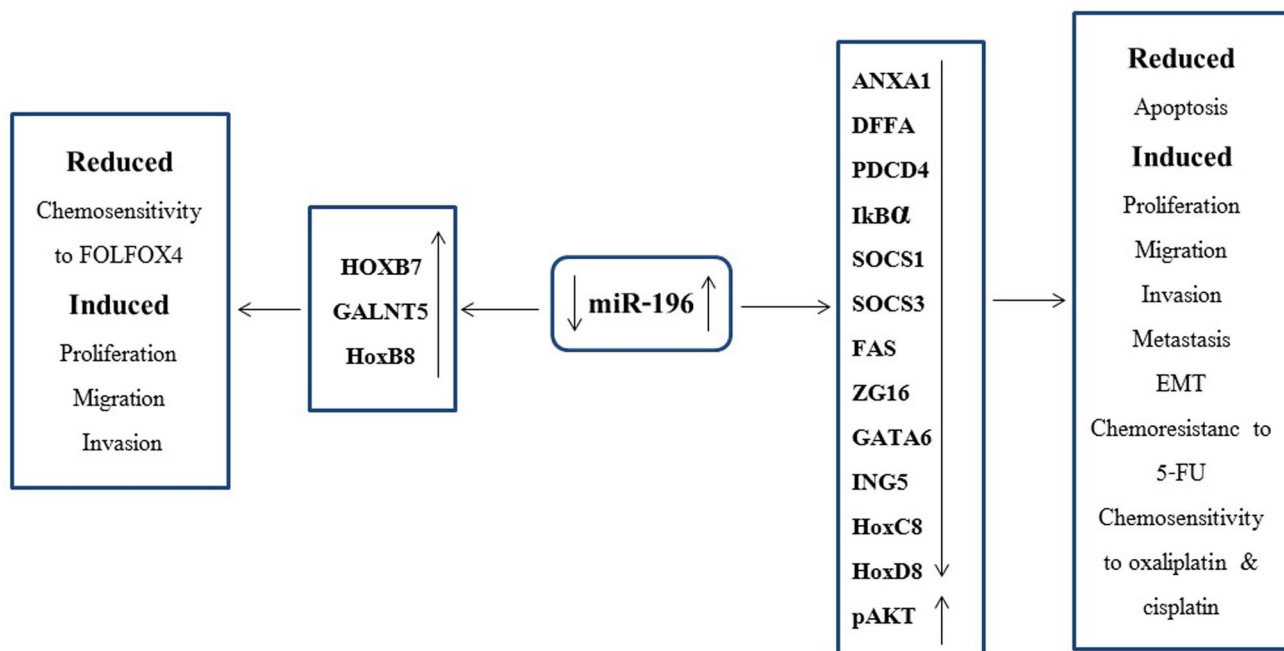 Reduced
Chemosensitivity
to FOLFOX4
Induced
Proliferation
Migration
Invasion
HOXB7
GALNT5
HoxB8
miR-196
ANXA1
DFFA
PDCD4
IkBα
SOCS1
SOCS3
FAS
ZG16
GATA6
ING5
HoxC8
HoxD8
pAKT
Reduced
Apoptosis
Induced
Proliferation
Migration
Invasion
Metastasis
EMT
Chemoresistanc to
5-FU
Chemosensitivity
to oxaliplatin &
cisplatin